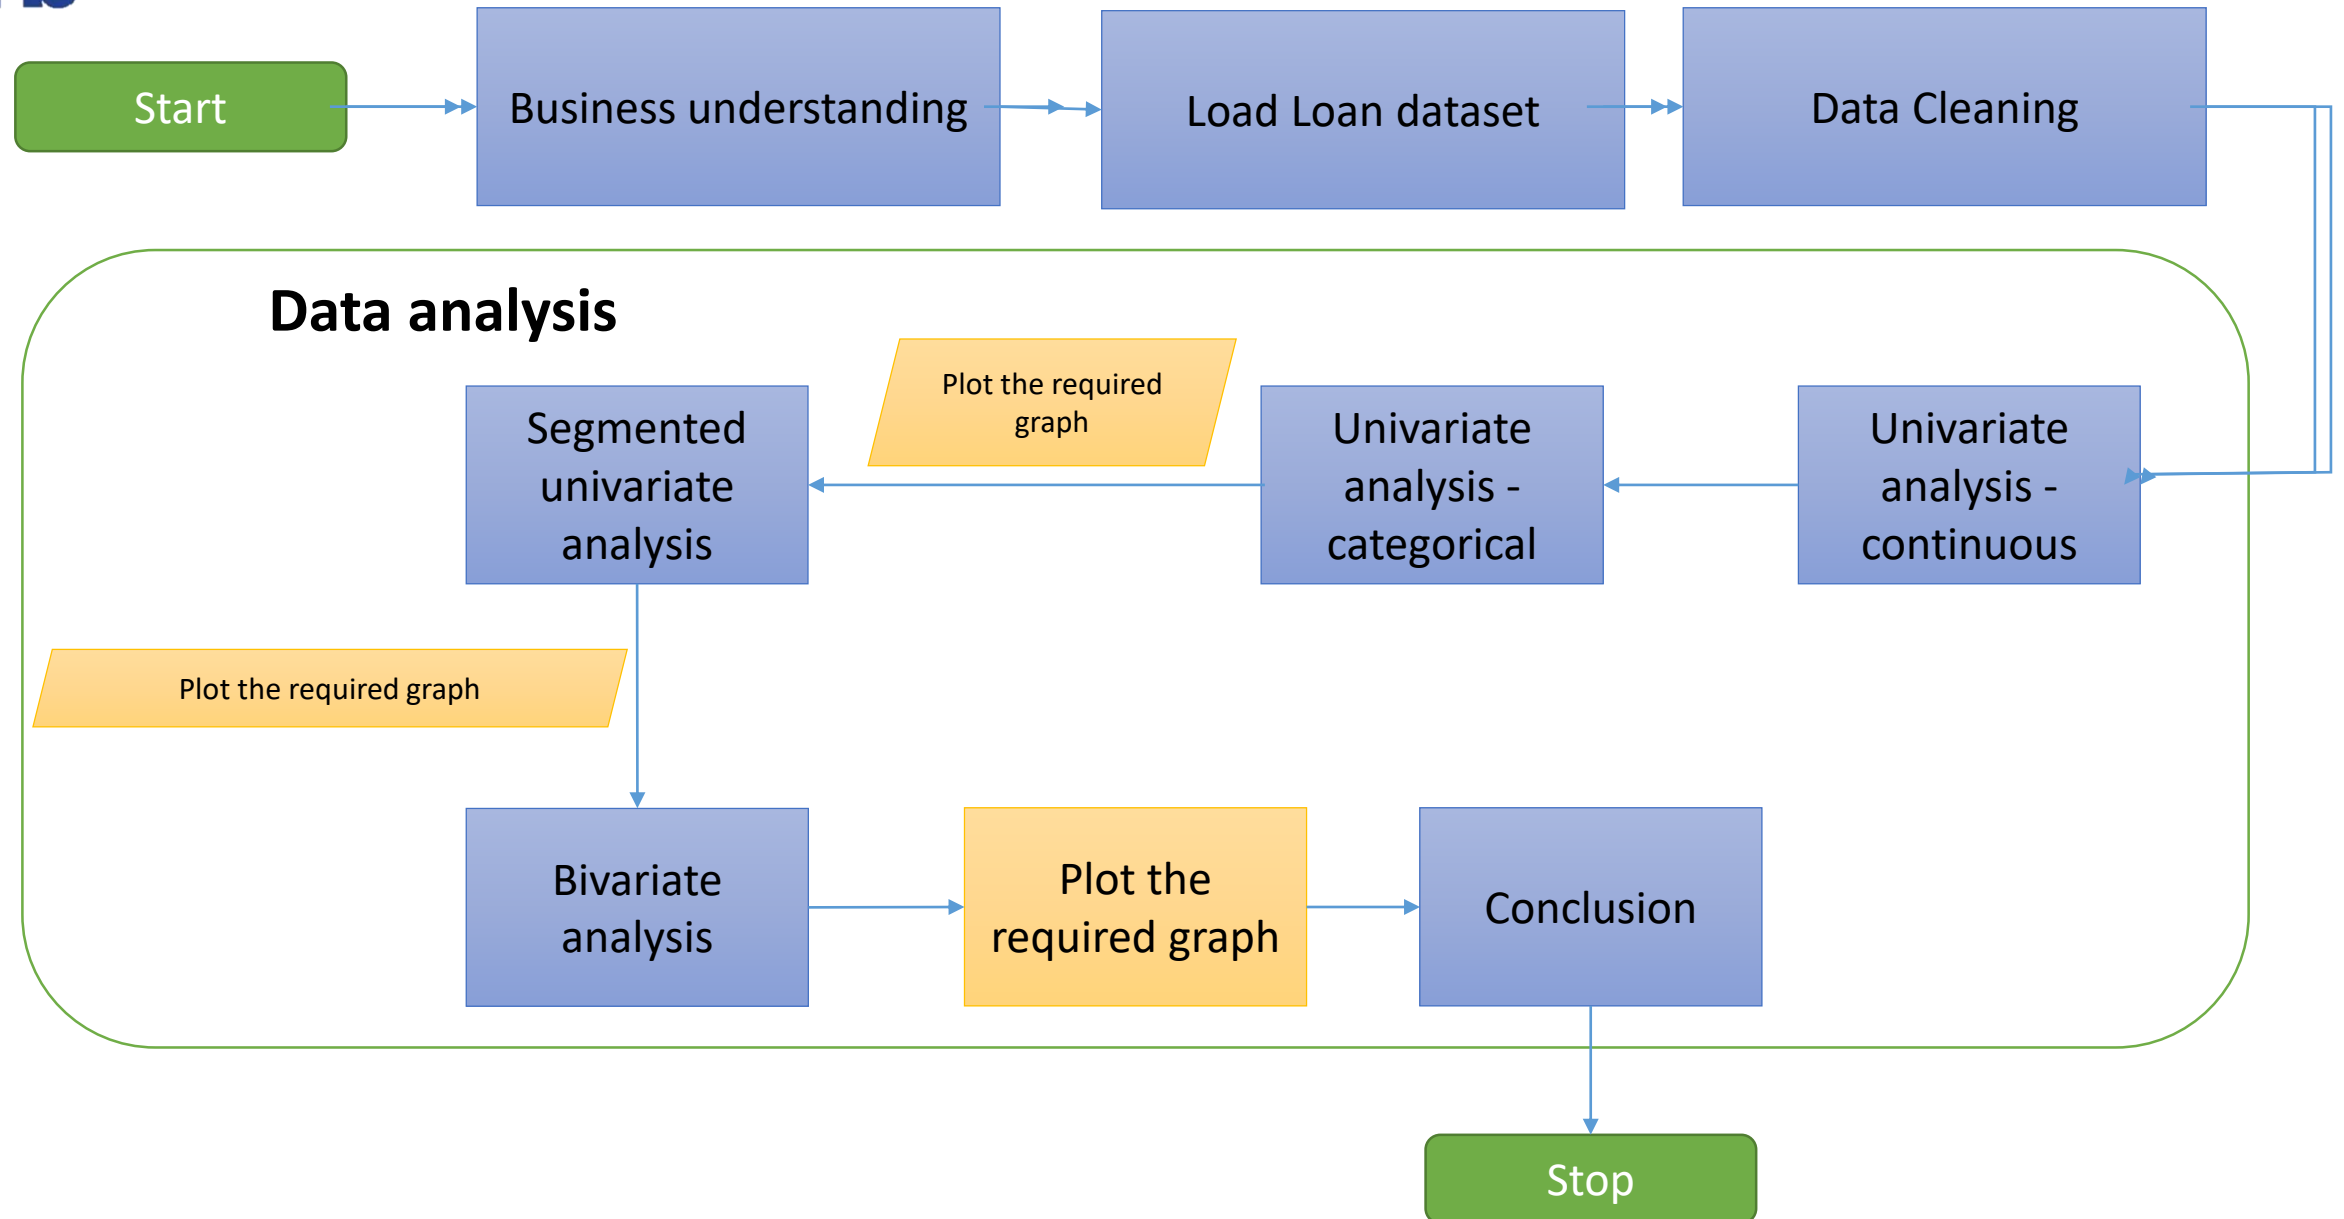 Start
Business understanding
Load Loan dataset
Data Cleaning
Data analysis
Plot the required
graph
Segmented
univariate
analysis
Univariate
analysis -
categorical
Univariate
analysis -
continuous
Plot the required graph
Bivariate
analysis
Plot the
required graph
Conclusion
Stop